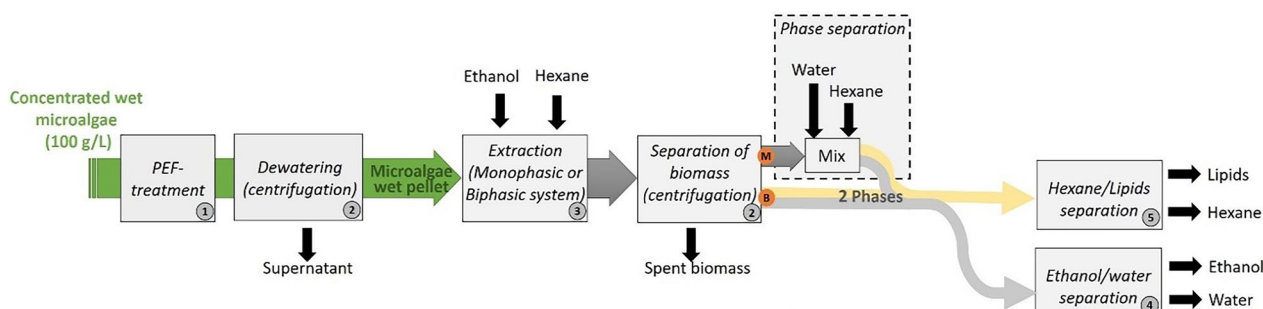 Concentrated wet
microalgae
(100 g/L)
PEF-
treatment
1
Dewatering
(centrifugation)
2
Supernatant
Microalgae
wet pellet
Ethanol
Hexane
Extraction
(Monophasic or
Biphasic system)
3
Separation of
biomass
(centrifugation)
2
Spent biomass
M
B
Phase separation
Water
Hexane
Mix
2 Phases
Hexane/Lipids
separation
5
Lipids
Hexane
Ethanol/water
separation
4
Ethanol
Water